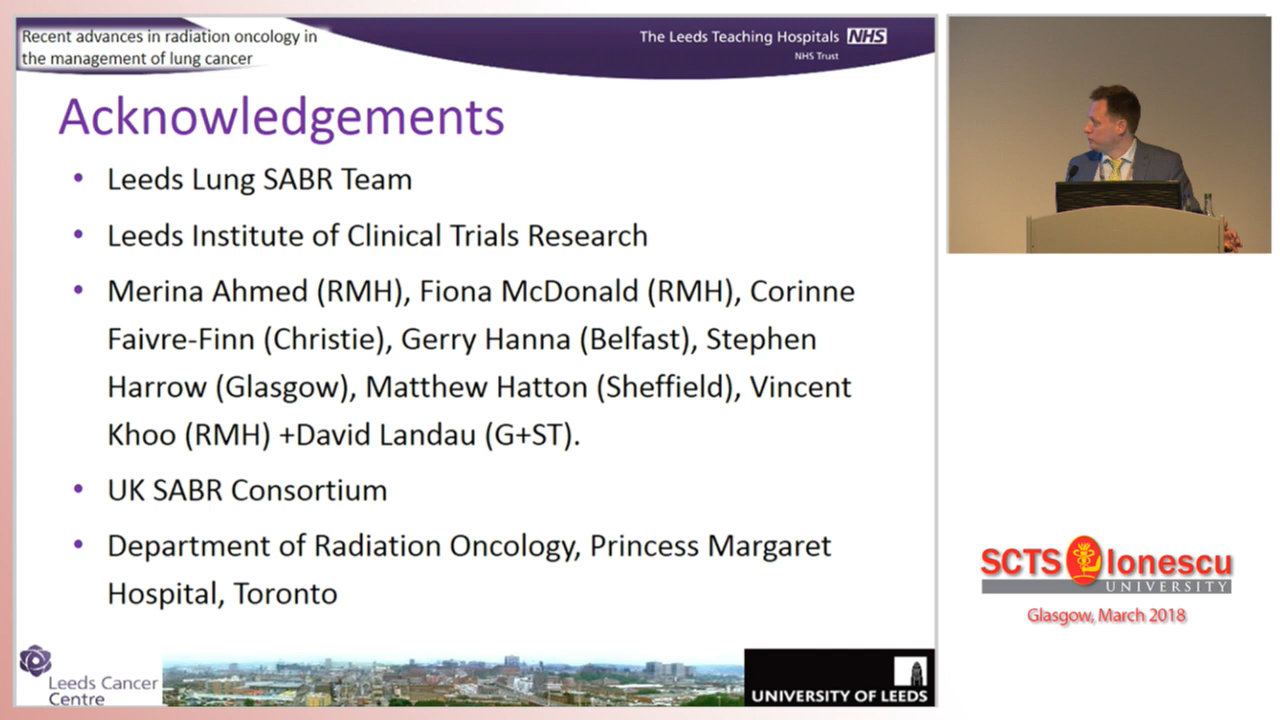 Recent advances in radiation oncology in
the management of lung cancer
The Leeds Teaching Hospitals NHS
NHS Trust
Acknowledgements
• Leeds Lung SABR Team
• Leeds Institute of Clinical Trials Research
• Merina Ahmed (RMH), Fiona McDonald (RMH), Corinne
Faivre-Finn (Christie), Gerry Hanna (Belfast), Stephen
Harrow (Glasgow), Matthew Hatton (Sheffield), Vincent
Khoo (RMH) +David Landau (G+ST).
• UK SABR Consortium
• Department of Radiation Oncology, Princess Margaret
Hospital, Toronto
Leeds Cancer
Centre
UNIVERSITY OF LEEDS
SCTS Ionescu
UNIVERSITY
Glasgow, March 2018